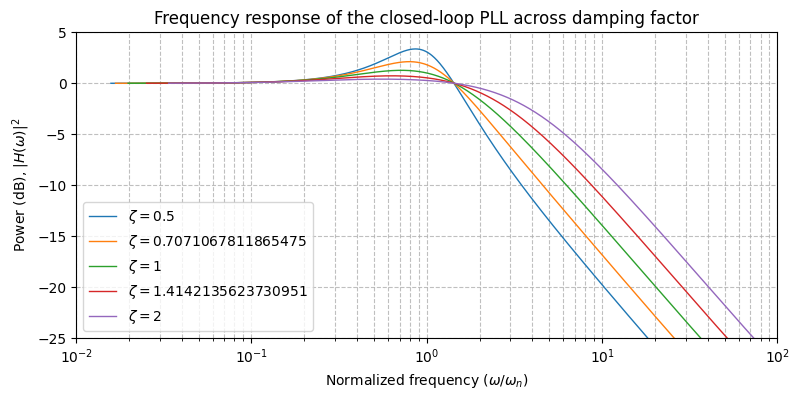 Frequency response of the closed-loop PLL across damping factor
Power (dB), |H(ω)|²
5
0
−5
−10
−15
−20
−25
ζ = 0.5
ζ = 0.7071067811865475
ζ = 1
ζ = 1.4142135623730951
ζ = 2
10⁻² 10⁻¹ 10⁰ 10¹ 10²
Normalized frequency (ω/ωₙ)